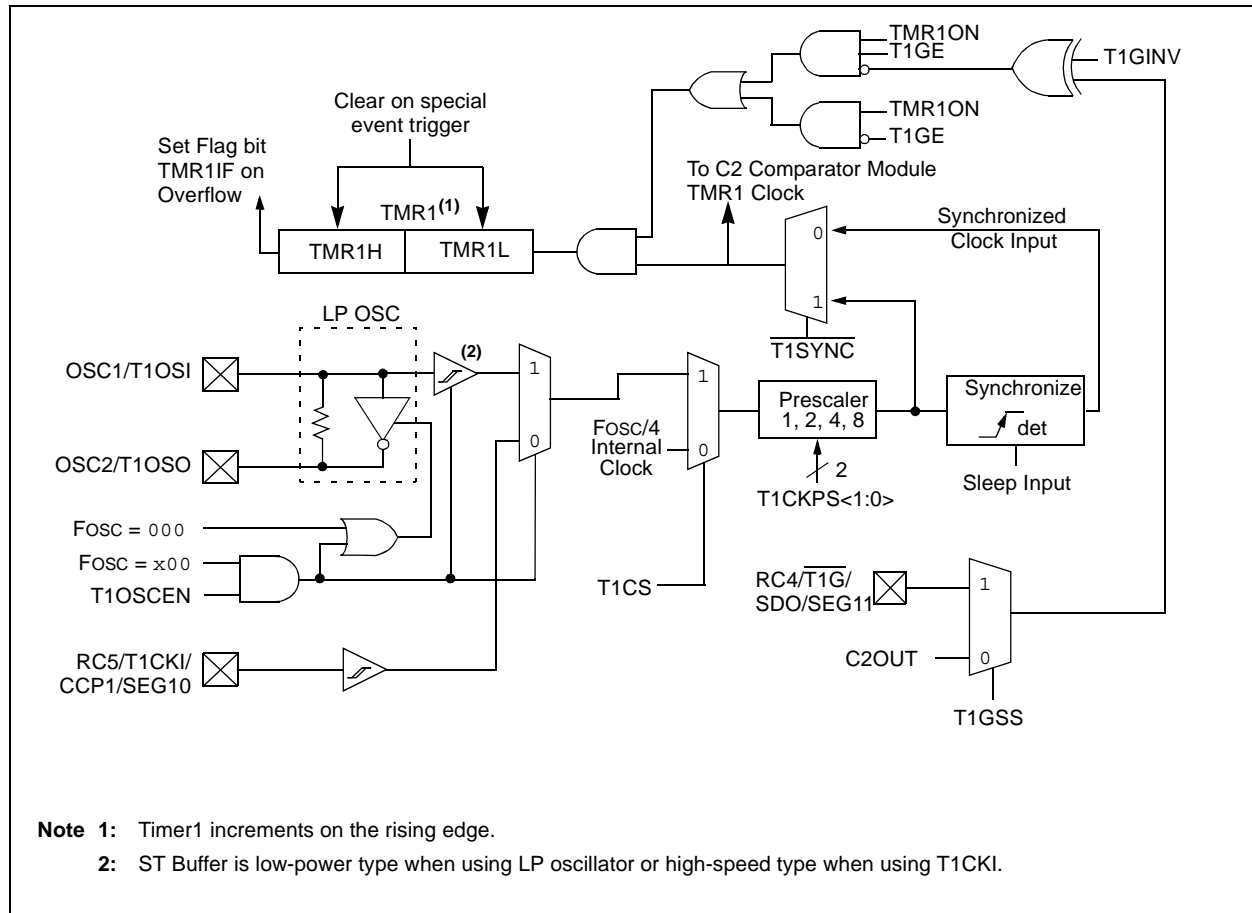 TMR1ON
T1GE
T1GINV
TMR1ON
T1GE
Clear on special
event trigger
Set Flag bit
TMR1IF on
Overflow
To C2 Comparator Module
TMR1 Clock
TMR1(1)
TMR1H
TMR1L
0
Synchronized
Clock Input
1
T1SYNC
LP OSC
(2)
OSC1/T1OSI
1
1
Prescaler
1, 2, 4, 8
Synchronize
det
FOSC/4
Internal
Clock
0
0
OSC2/T1OSO
2
T1CKPS<1:0>
Sleep Input
FOSC = 000
FOSC = x00
T1OSCEN
T1CS
RC4/T1G/
SDO/SEG11
1
RC5/T1CKI/
CCP1/SEG10
C2OUT
0
T1GSS
Note 1: Timer1 increments on the rising edge.
2: ST Buffer is low-power type when using LP oscillator or high-speed type when using T1CKI.